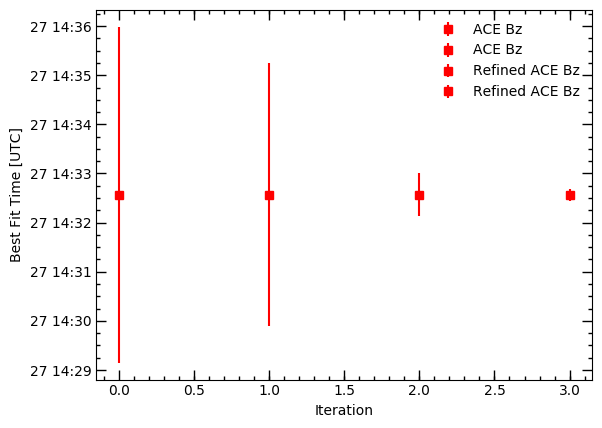 27 14:36
27 14:35
27 14:34
27 14:33
27 14:32
27 14:31
27 14:30
27 14:29
Best Fit Time [UTC]
ACE Bz
ACE Bz
Refined ACE Bz
Refined ACE Bz
0.0 0.5 1.0 1.5 2.0 2.5 3.0
Iteration